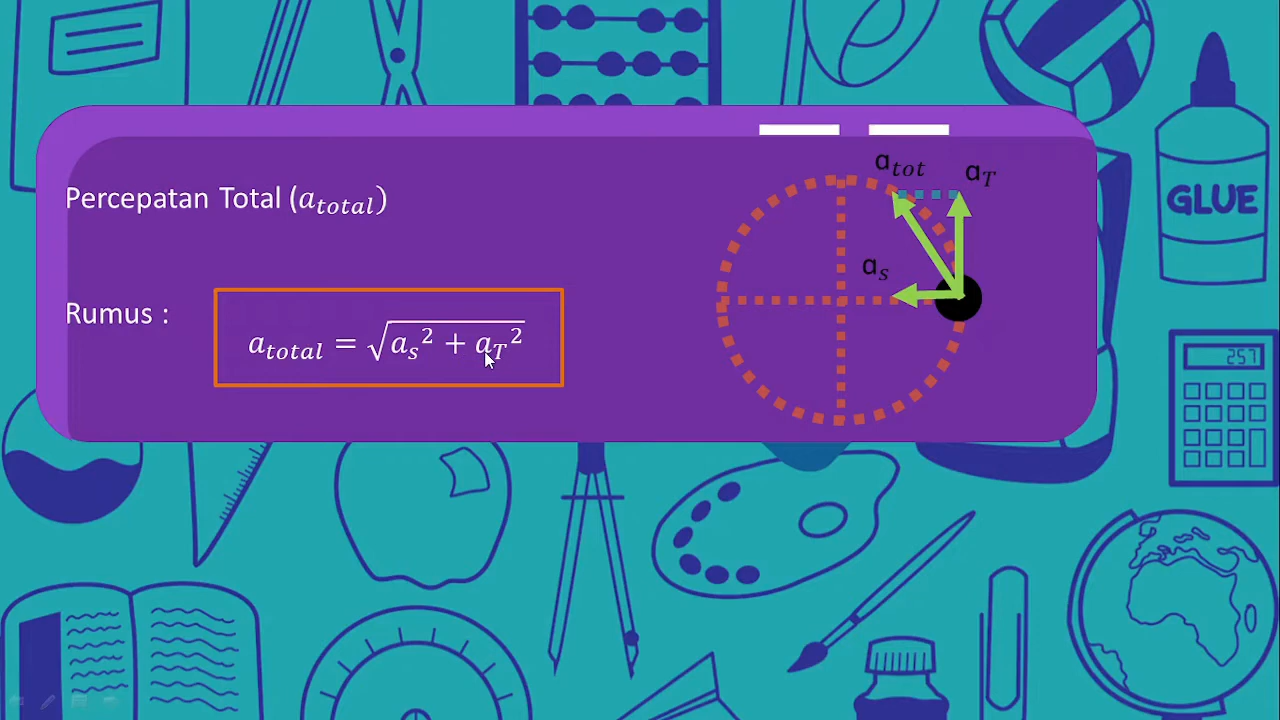 Percepatan Total (a_total)
Rumus :
a_total = √(a_s² + a_T²)
a_tot
a_T
a_s
GLUE
257